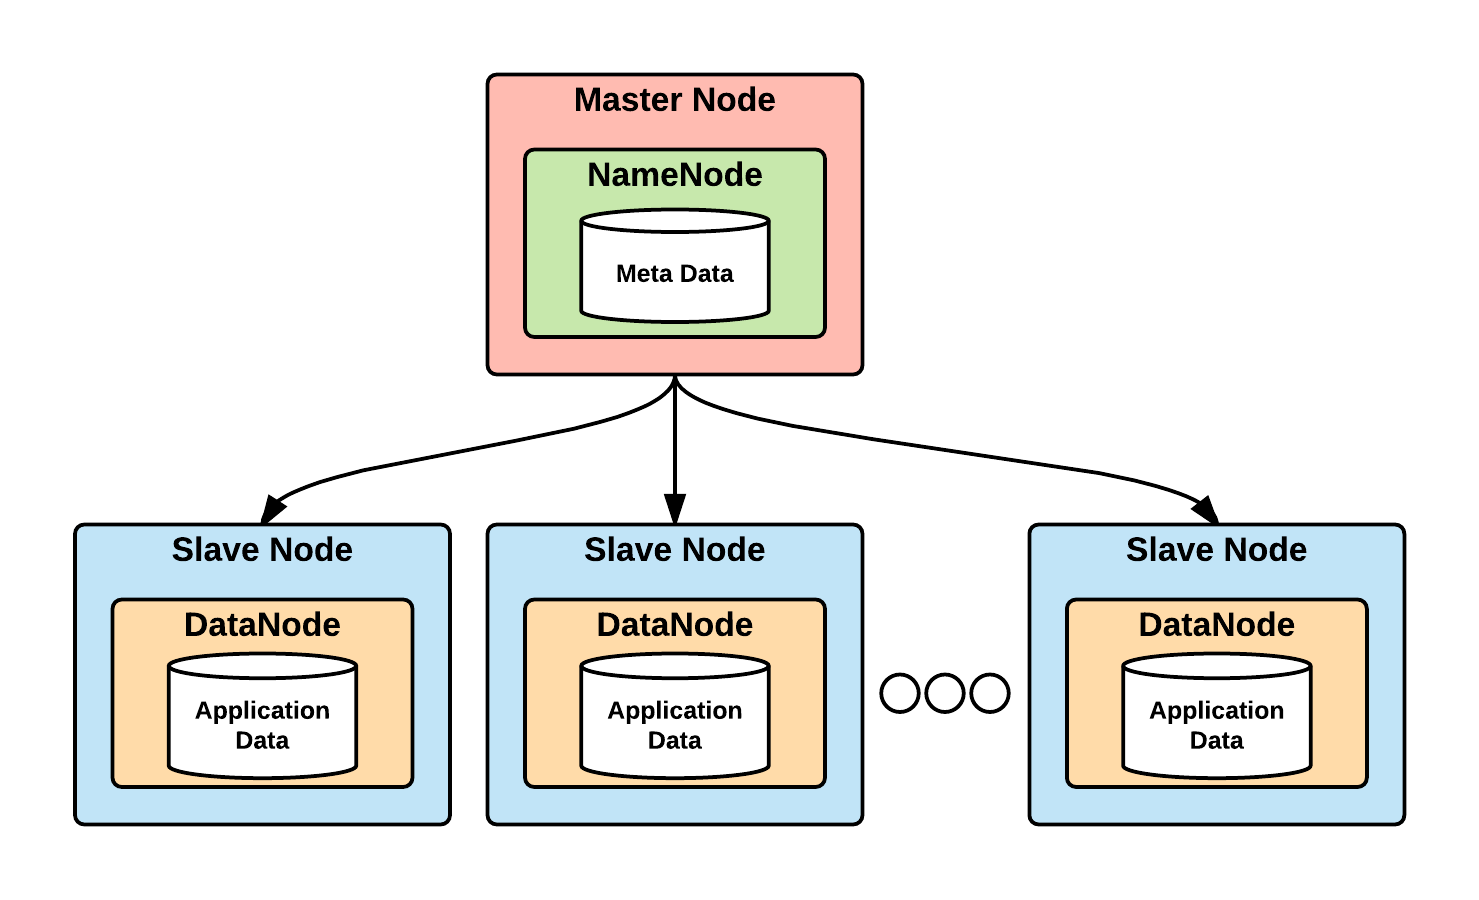 Master Node
NameNode
Meta Data
Slave Node
DataNode
Application
Data
Slave Node
DataNode
Application
Data
Slave Node
DataNode
Application
Data